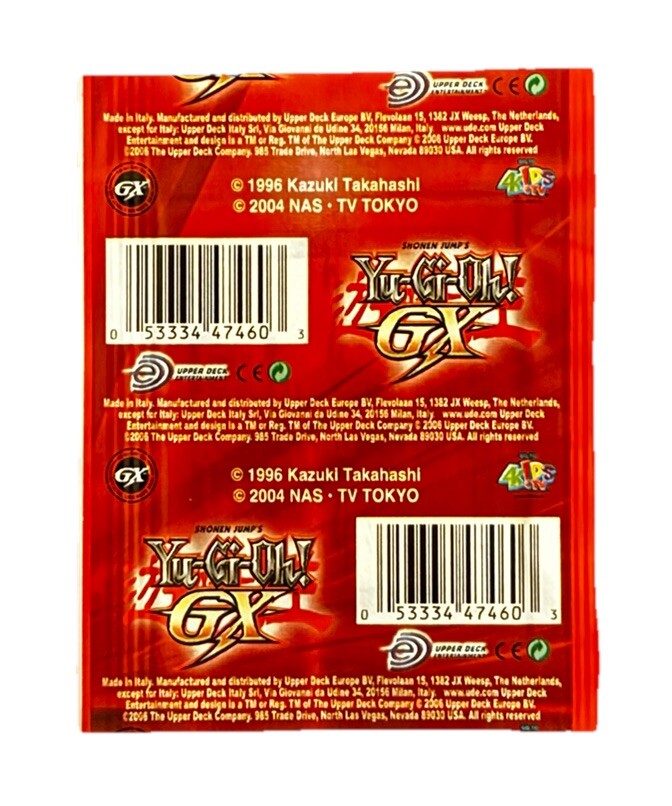 UPPER DECK
ENTERTAINMENT
CE
Made in Italy. Manufactured and distributed by Upper Deck Europe BV, Flevolaan 15, 1382 JX Weesp, The Netherlands,
except for Italy: Upper Deck Italy Srl, Via Giovanni da Udine 34, 20156 Milan, Italy. www.ude.com Upper Deck
Entertainment and design is a TM or Reg. TM of The Upper Deck Company © 2006 Upper Deck Europe BV.
©2006 The Upper Deck Company. 985 Trade Drive, North Las Vegas, Nevada 89030 USA. All rights reserved
GX
© 1996 Kazuki Takahashi
© 2004 NAS • TV TOKYO
4KiDS
TV
0 53334 47460 3
SHONEN JUMP'S
Yu-Gi-Oh!
GX
UPPER DECK
ENTERTAINMENT
CE
Made in Italy. Manufactured and distributed by Upper Deck Europe BV, Flevolaan 15, 1382 JX Weesp, The Netherlands,
except for Italy: Upper Deck Italy Srl, Via Giovanni da Udine 34, 20156 Milan, Italy. www.ude.com Upper Deck
Entertainment and design is a TM or Reg. TM of The Upper Deck Company © 2006 Upper Deck Europe BV.
©2006 The Upper Deck Company. 985 Trade Drive, North Las Vegas, Nevada 89030 USA. All rights reserved
GX
© 1996 Kazuki Takahashi
© 2004 NAS • TV TOKYO
4KiDS
TV
SHONEN JUMP'S
Yu-Gi-Oh!
GX
0 53334 47460 3
UPPER DECK
ENTERTAINMENT
CE
Made in Italy. Manufactured and distributed by Upper Deck Europe BV, Flevolaan 15, 1382 JX Weesp, The Netherlands,
except for Italy: Upper Deck Italy Srl, Via Giovanni da Udine 34, 20156 Milan, Italy. www.ude.com Upper Deck
Entertainment and design is a TM or Reg. TM of The Upper Deck Company © 2006 Upper Deck Europe BV.
©2006 The Upper Deck Company. 985 Trade Drive, North Las Vegas, Nevada 89030 USA. All rights reserved